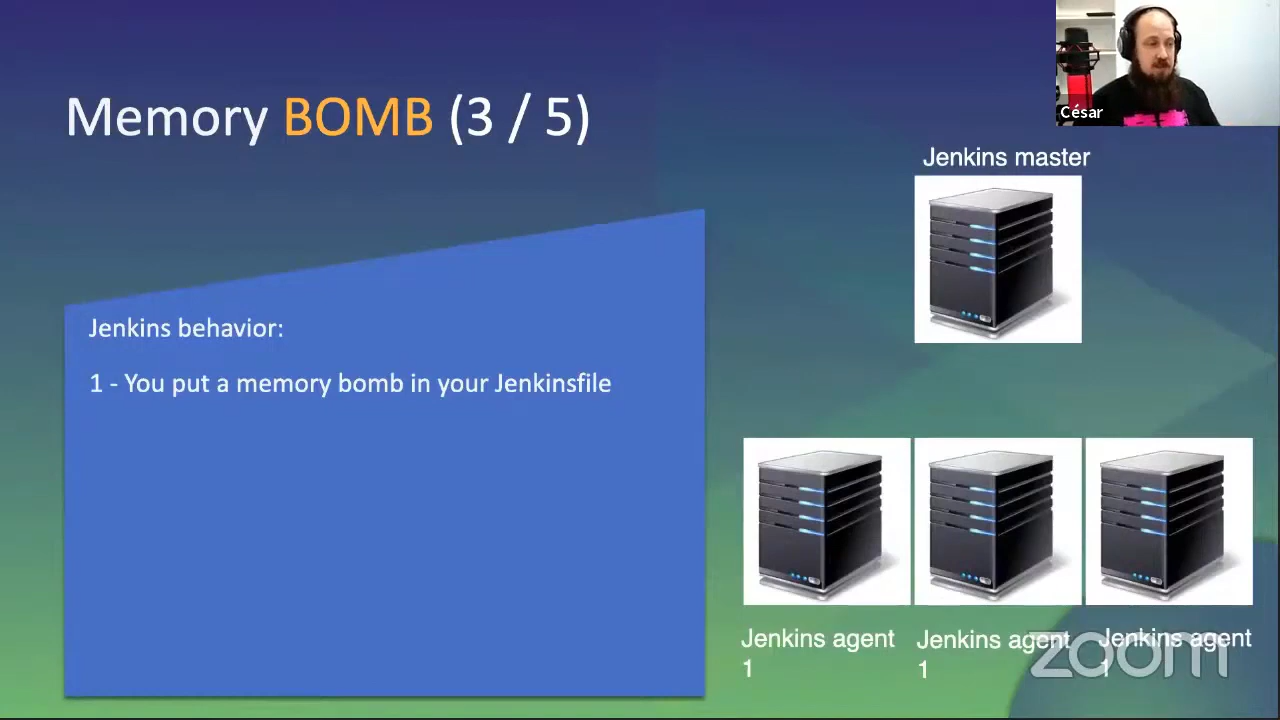 César
Memory BOMB (3 / 5)
Jenkins master
Jenkins behavior:
1 - You put a memory bomb in your Jenkinsfile
Jenkins agent
1
Jenkins agent
1
Jenkins agent
1
zoom